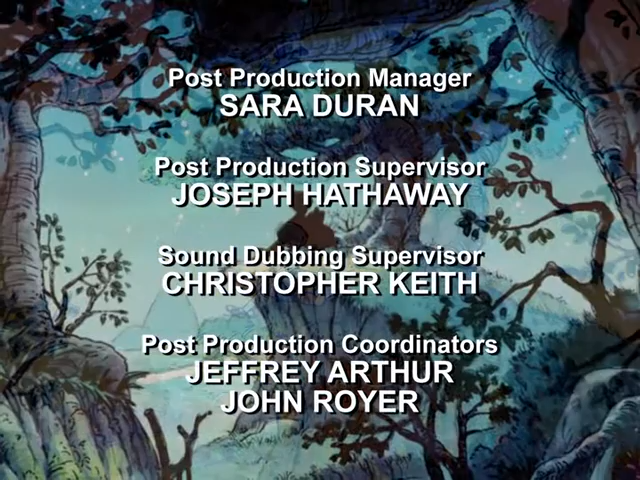 Post Production Manager
SARA DURAN
Post Production Supervisor
JOSEPH HATHAWAY
Sound Dubbing Supervisor
CHRISTOPHER KEITH
Post Production Coordinators
JEFFREY ARTHUR
JOHN ROYER